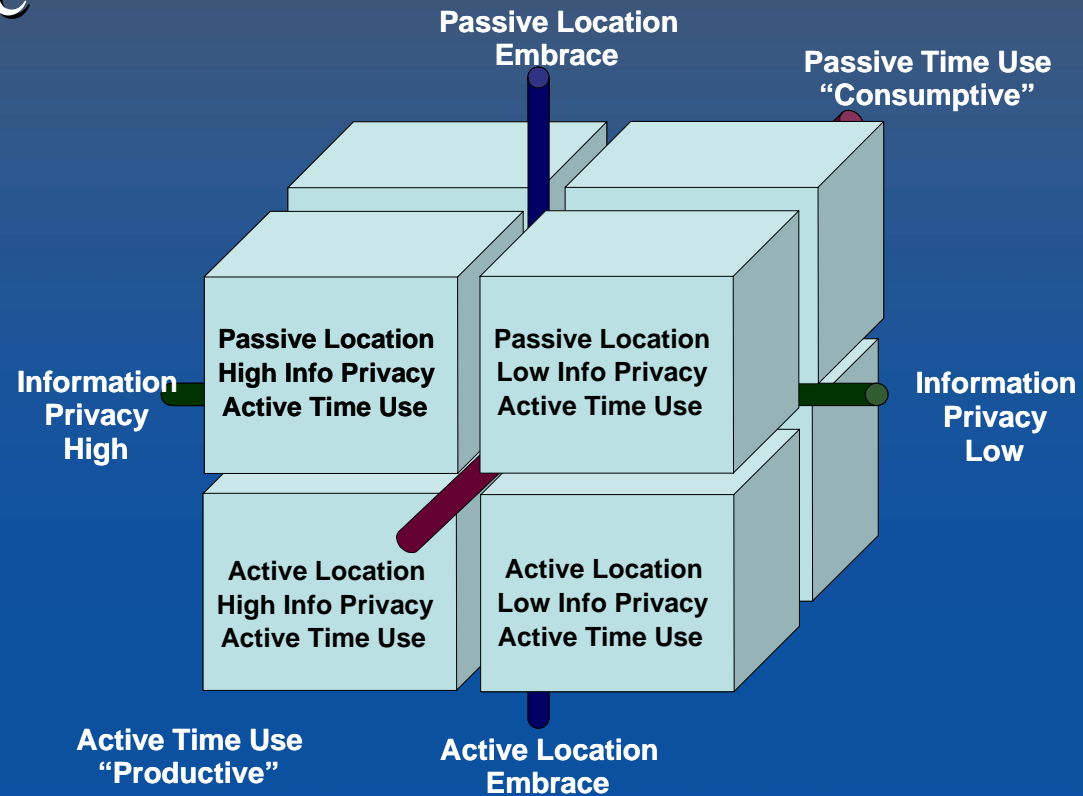 Passive Location
Embrace
Passive Time Use
“Consumptive”
Passive Location
High Info Privacy
Active Time Use
Passive Location
Low Info Privacy
Active Time Use
Information
Privacy
High
Information
Privacy
Low
Active Location
High Info Privacy
Active Time Use
Active Location
Low Info Privacy
Active Time Use
Active Time Use
“Productive”
Active Location
Embrace